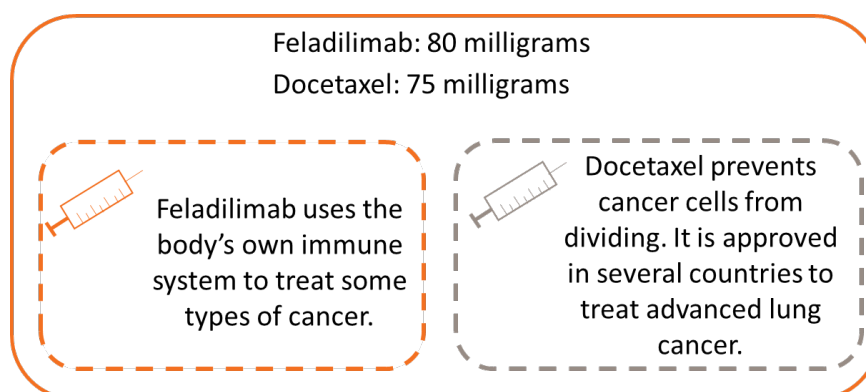 Feladilimab: 80 milligrams
Docetaxel: 75 milligrams
Feladilimab uses the
body’s own immune
system to treat some
types of cancer.
Docetaxel prevents
cancer cells from
dividing. It is approved
in several countries to
treat advanced lung
cancer.